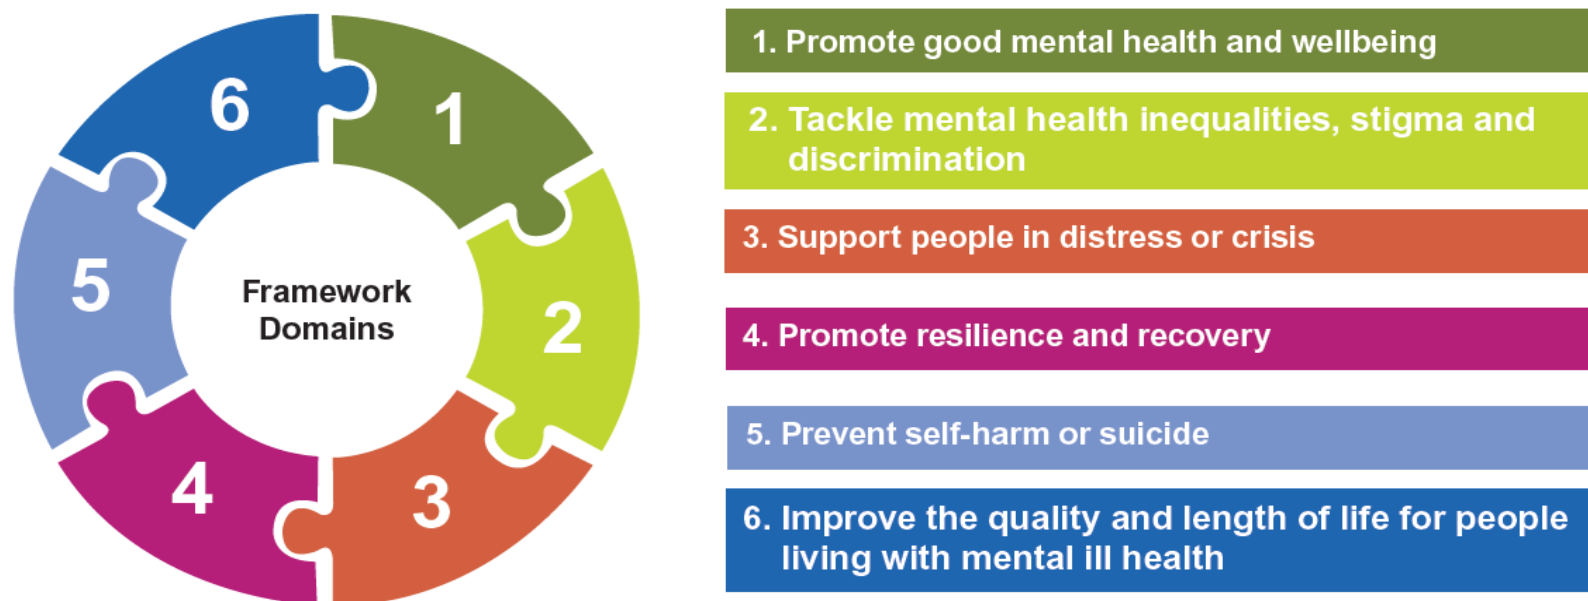 6
1
5
2
4
3
Framework
Domains
1. Promote good mental health and wellbeing
2. Tackle mental health inequalities, stigma and
discrimination
3. Support people in distress or crisis
4. Promote resilience and recovery
5. Prevent self-harm or suicide
6. Improve the quality and length of life for people
living with mental ill health